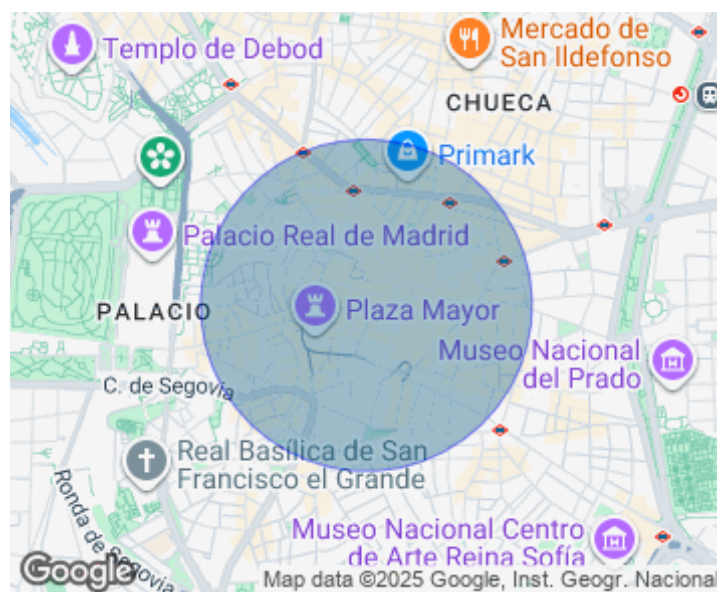 Templo de Debod
Mercado de
San Ildefonso
CHUECA
Primark
Palacio Real de Madrid
PALACIO
Plaza Mayor
Museo Nacional
del Prado
C. de Segovia
Real Basílica de San
Francisco el Grande
Ronda de Segovia
Museo Nacional Centro
de Arte Reina Sofía
Google
Map data ©2025 Google, Inst. Geogr. Nacional